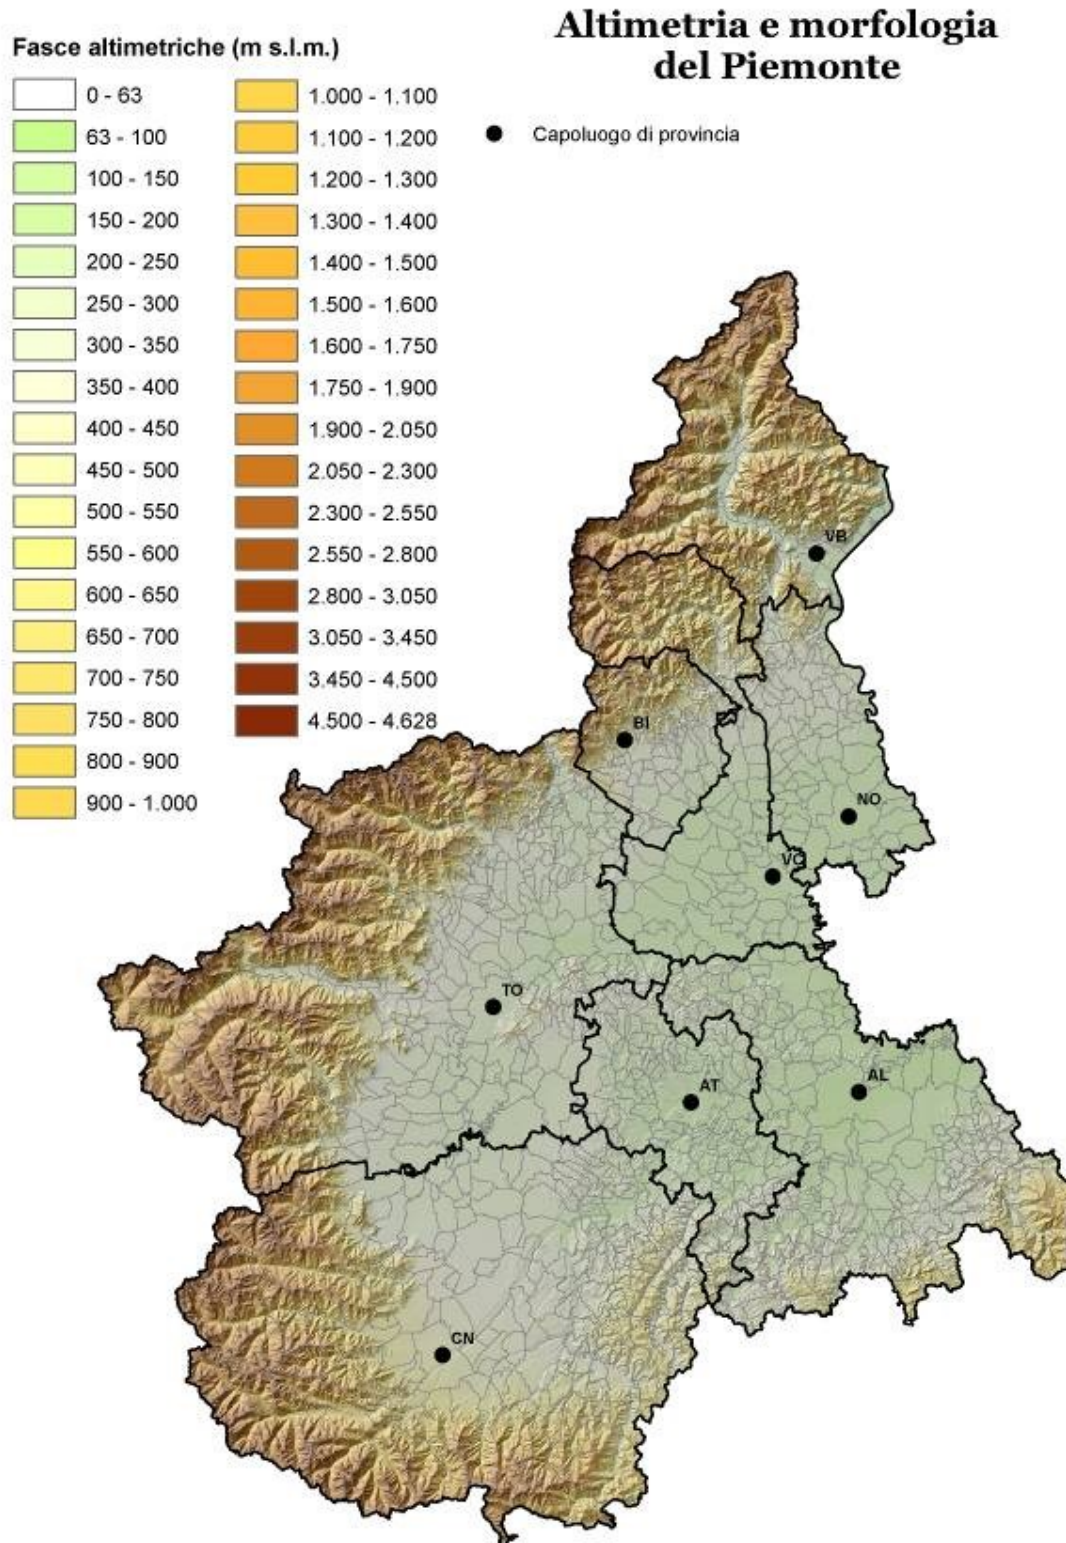 Altimetria e morfologia
del Piemonte
Fasce altimetriche (m s.l.m.)
0 - 63
63 - 100
100 - 150
150 - 200
200 - 250
250 - 300
300 - 350
350 - 400
400 - 450
450 - 500
500 - 550
550 - 600
600 - 650
650 - 700
700 - 750
750 - 800
800 - 900
900 - 1.000
1.000 - 1.100
1.100 - 1.200
1.200 - 1.300
1.300 - 1.400
1.400 - 1.500
1.500 - 1.600
1.600 - 1.750
1.750 - 1.900
1.900 - 2.050
2.050 - 2.300
2.300 - 2.550
2.550 - 2.800
2.800 - 3.050
3.050 - 3.450
3.450 - 4.500
4.500 - 4.628
Capoluogo di provincia
VB
BI
NO
VC
TO
AL
AT
CN